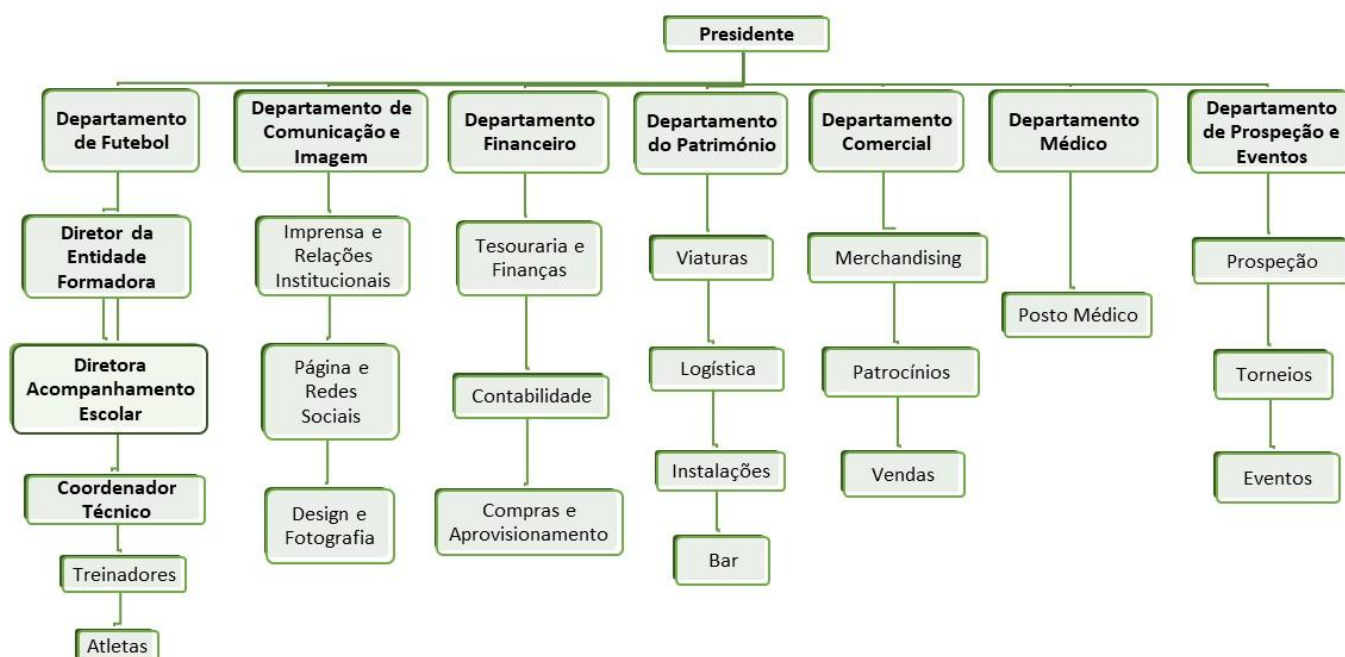 Presidente
Departamento
de Futebol
Diretor da
Entidade
Formadora
Diretora
Acompanhamento
Escolar
Coordenador
Técnico
Treinadores
Atletas
Departamento de
Comunicação e
Imagem
Imprensa e
Relações
Institucionais
Página e
Redes
Sociais
Design e
Fotografia
Departamento
Financeiro
Tesouraria e
Finanças
Contabilidade
Compras e
Aprovisionamento
Departamento
do Património
Viaturas
Logística
Instalações
Bar
Departamento
Comercial
Merchandising
Patrocínios
Vendas
Departamento
Médico
Posto Médico
Departamento
de Prospeção e
Eventos
Prospeção
Torneios
Eventos